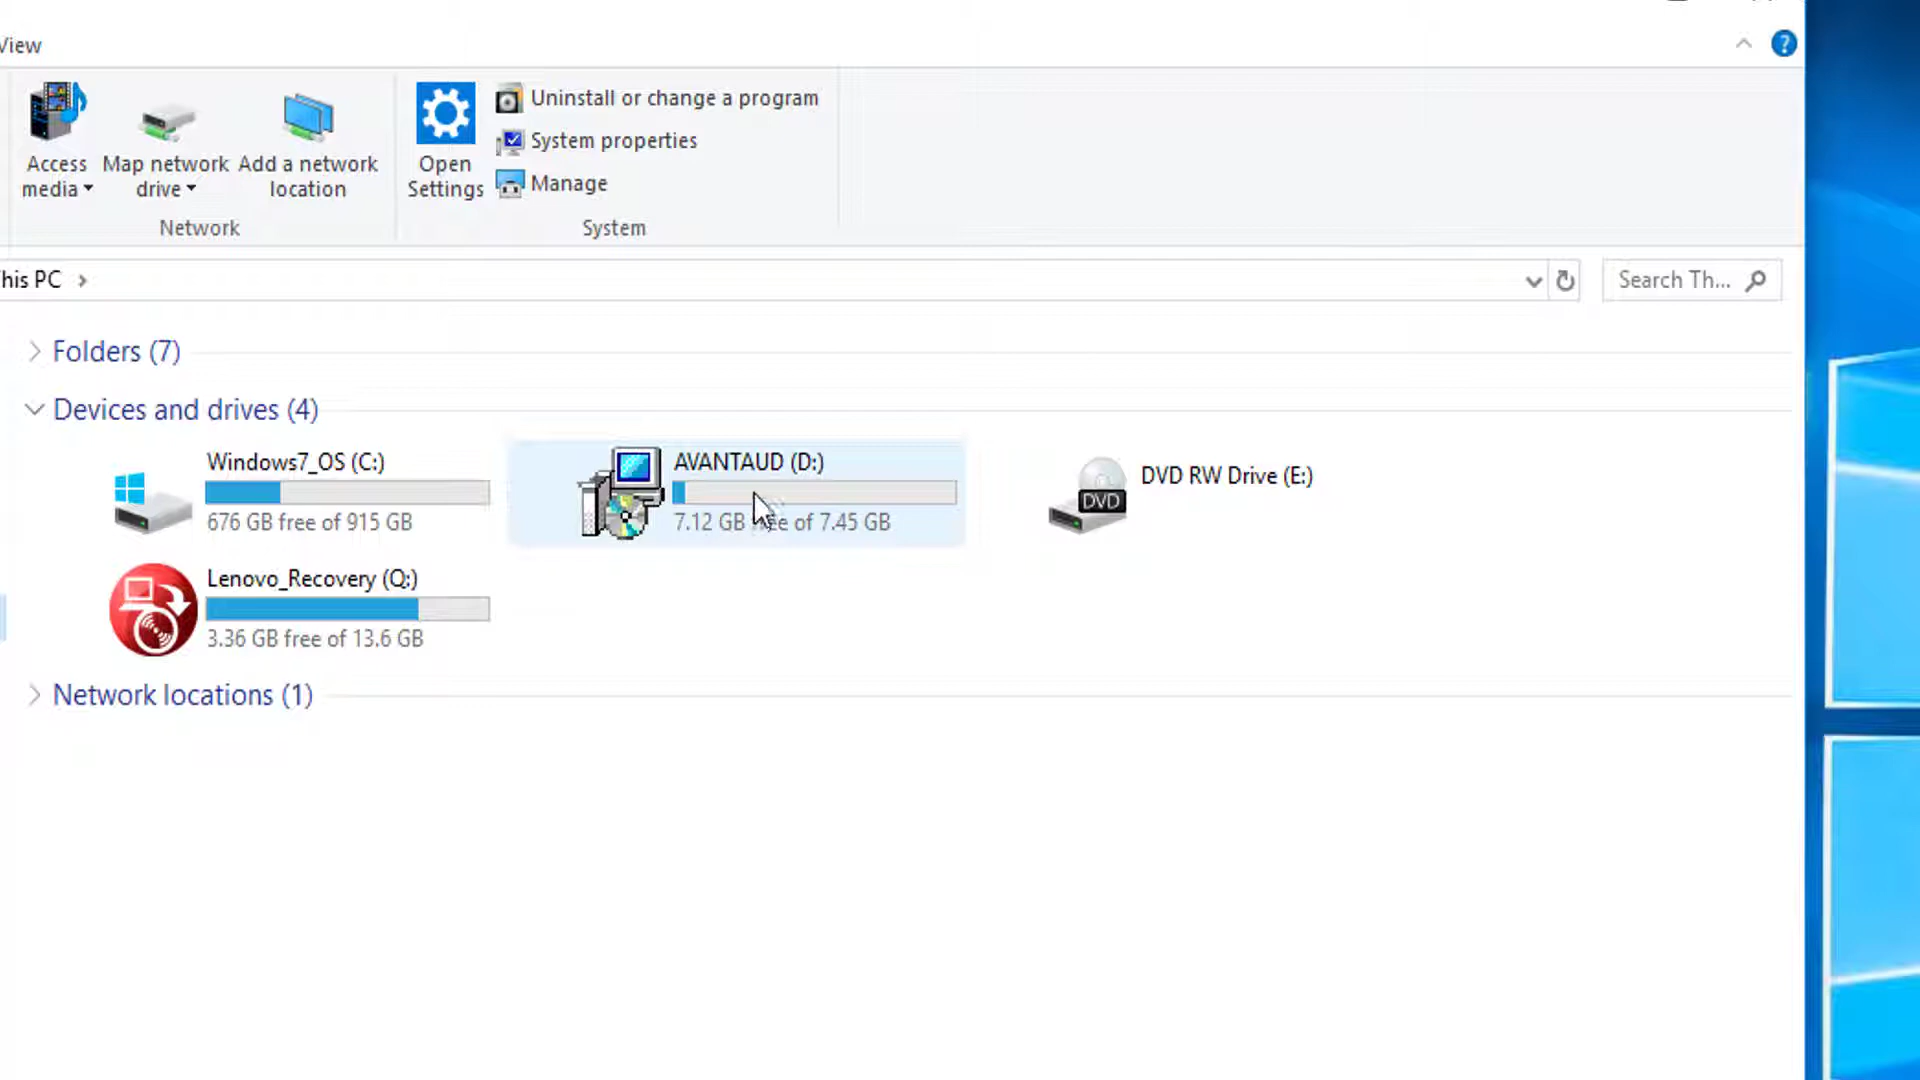 View
Access media
Map network drive
Add a network location
Open Settings
Uninstall or change a program
System properties
Manage
Network
System
This PC
Search Th...
Folders (7)
Devices and drives (4)
Windows7_OS (C:)
676 GB free of 915 GB
AVANTAUD (D:)
7.12 GB free of 7.45 GB
DVD RW Drive (E:)
DVD
Lenovo_Recovery (Q:)
3.36 GB free of 13.6 GB
Network locations (1)